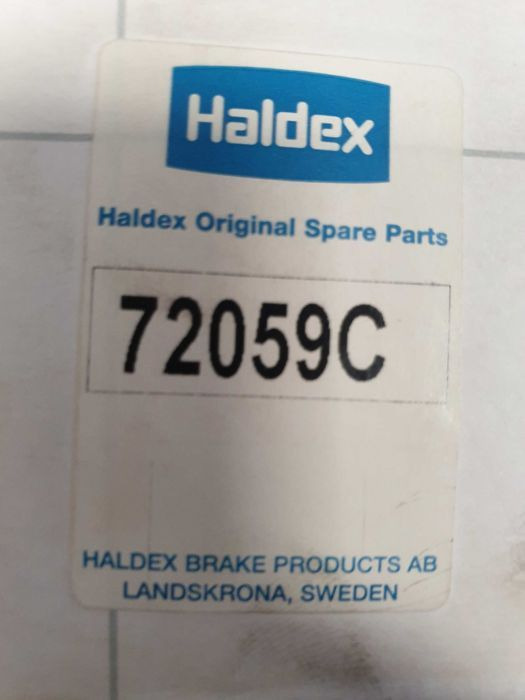 Haldex
Haldex Original Spare Parts
72059C
HALDEX BRAKE PRODUCTS AB
LANDSKRONA, SWEDEN